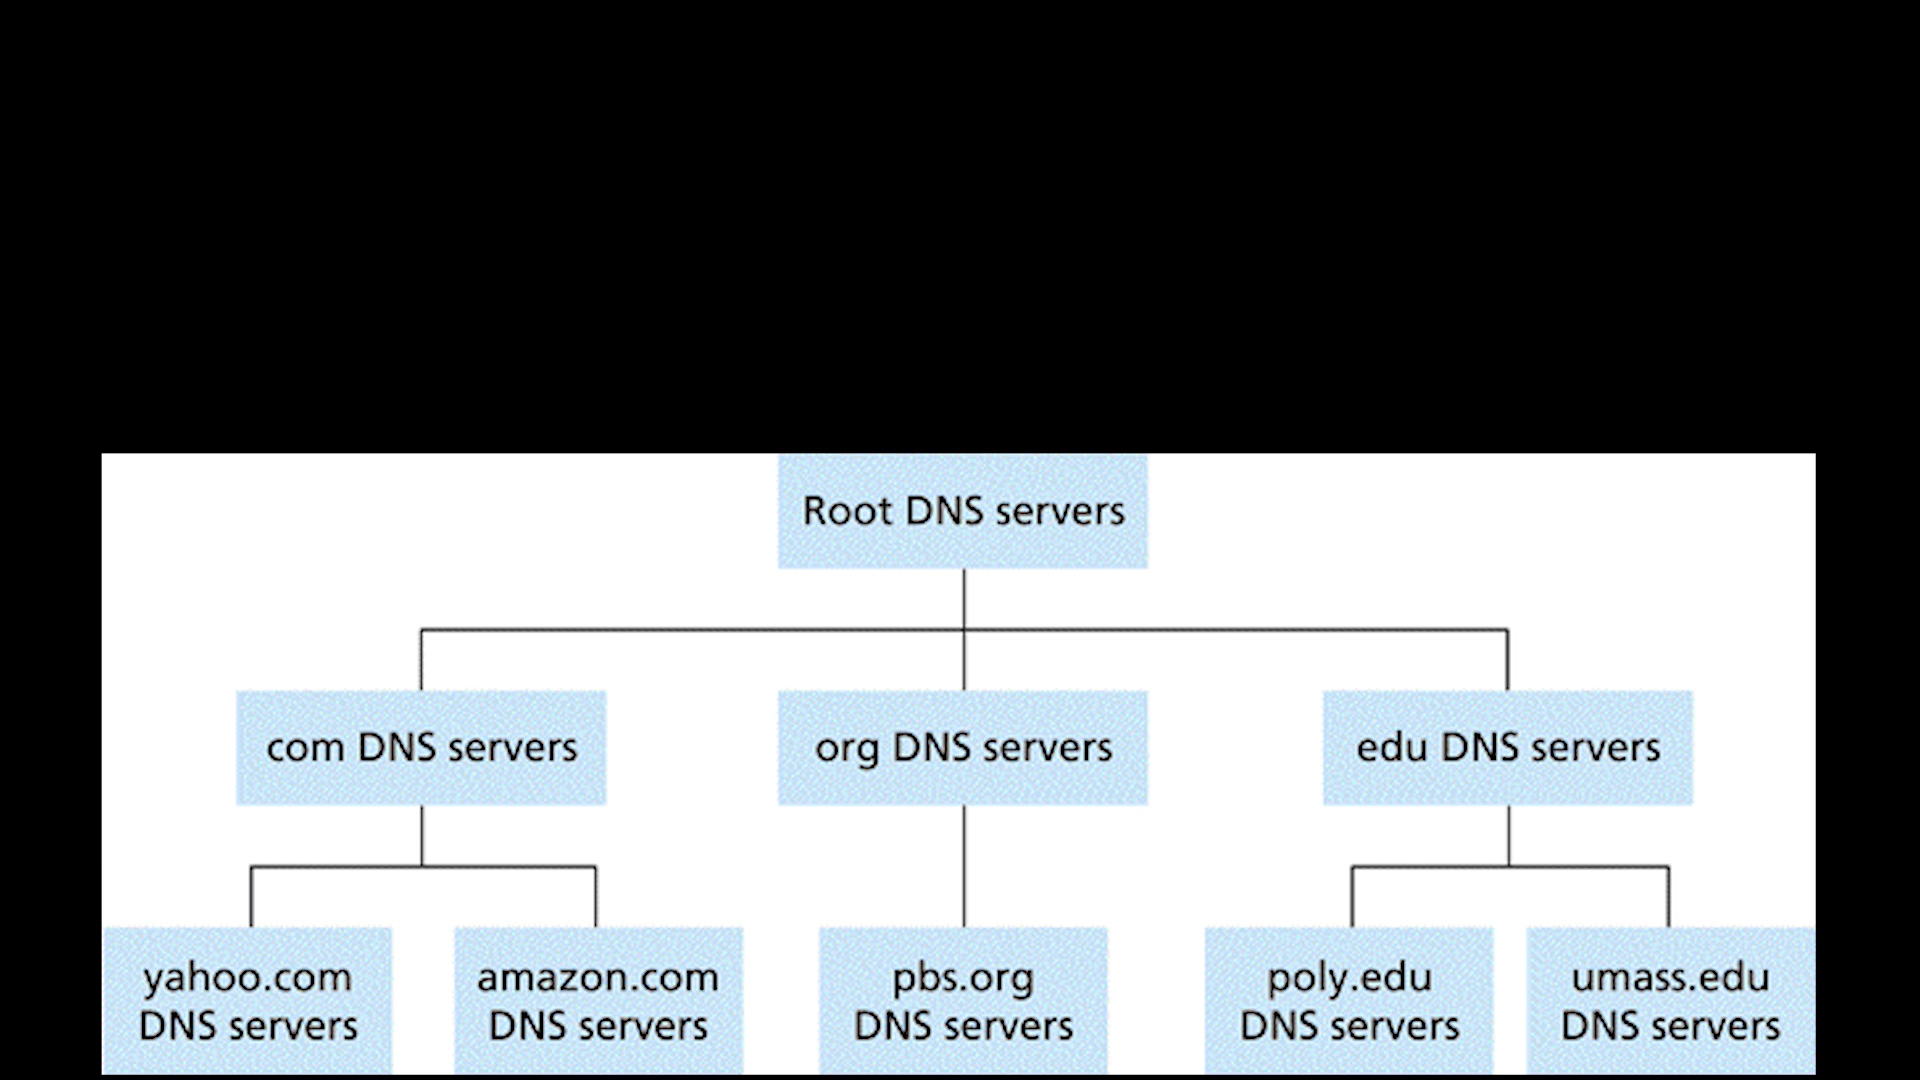 Root DNS servers
com DNS servers
org DNS servers
edu DNS servers
yahoo.com
DNS servers
amazon.com
DNS servers
pbs.org
DNS servers
poly.edu
DNS servers
umass.edu
DNS servers